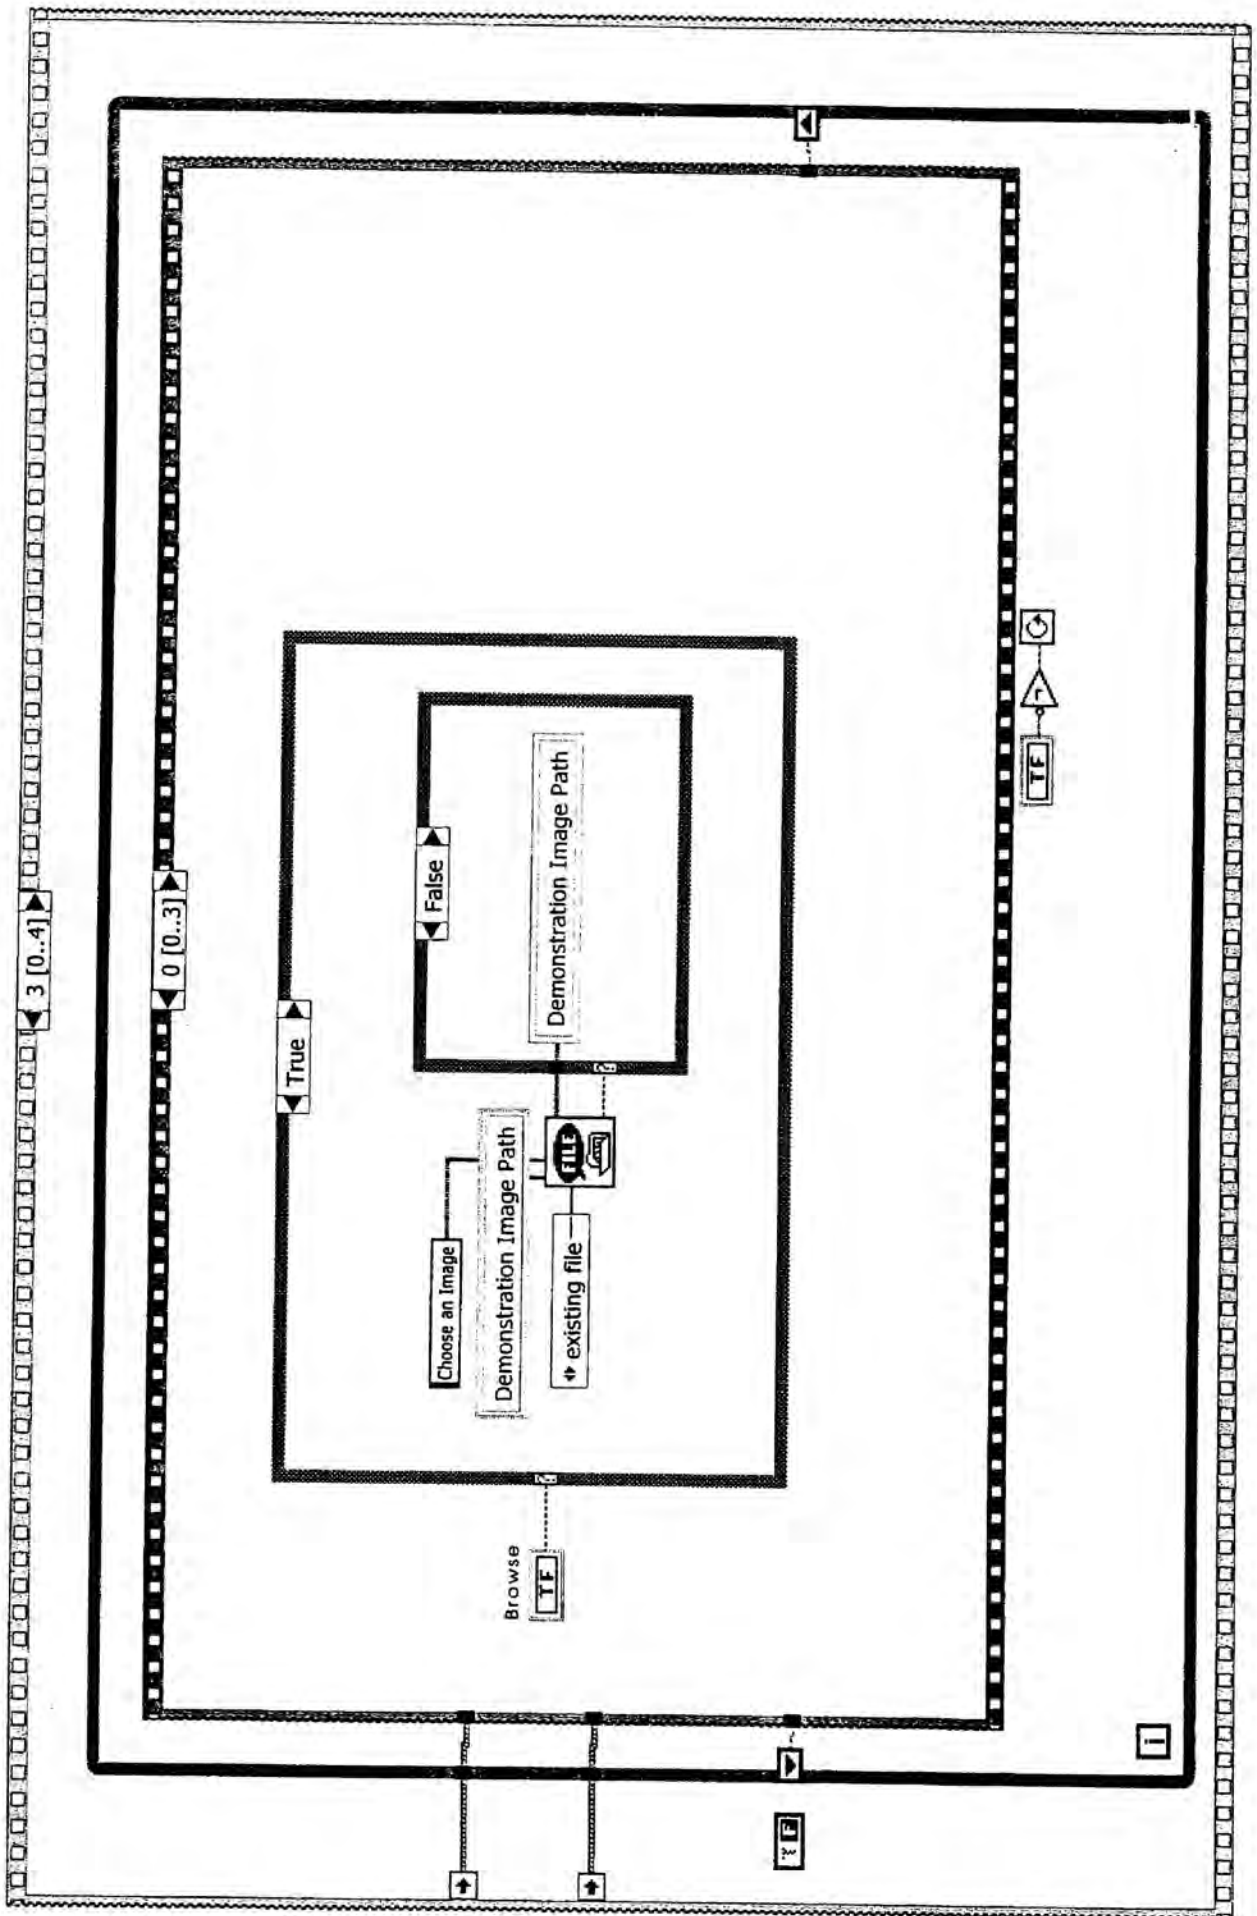 3 [0..4]
0 [0..3]
True
False
Choose an Image
Demonstration Image Path
Demonstration Image Path
existing file
FILE
?
?
Browse
TF
TF
F
i